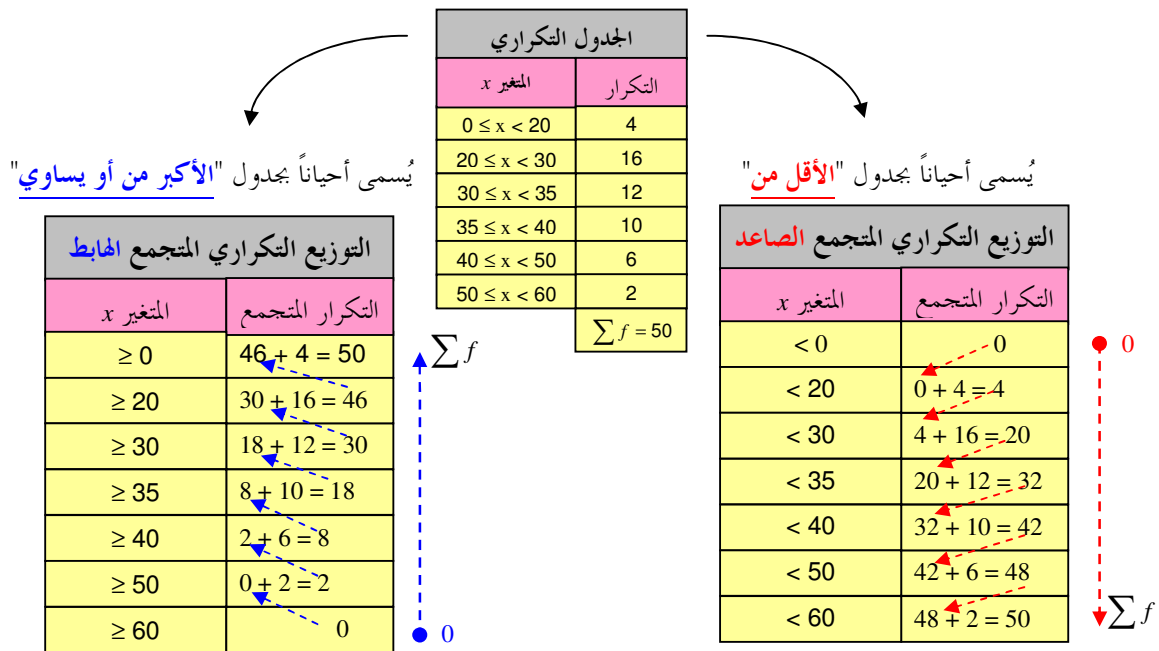 الجدول التكراري
المتغير x التكرار
0 ≤ x < 20 4
20 ≤ x < 30 16
30 ≤ x < 35 12
35 ≤ x < 40 10
40 ≤ x < 50 6
50 ≤ x < 60 2
∑ f = 50
يُسمى أحياناً بجدول "الأقل من"
التوزيع التكراري المتجمع الصاعد
المتغير x التكرار المتجمع
< 0 0
< 20 0 + 4 = 4
< 30 4 + 16 = 20
< 35 20 + 12 = 32
< 40 32 + 10 = 42
< 50 42 + 6 = 48
< 60 48 + 2 = 50
0
∑ f
يُسمى أحياناً بجدول "الأكبر من أو يساوي"
التوزيع التكراري المتجمع الهابط
المتغير x التكرار المتجمع
≥ 0 46 + 4 = 50
≥ 20 30 + 16 = 46
≥ 30 18 + 12 = 30
≥ 35 8 + 10 = 18
≥ 40 2 + 6 = 8
≥ 50 0 + 2 = 2
≥ 60 0
∑ f
0